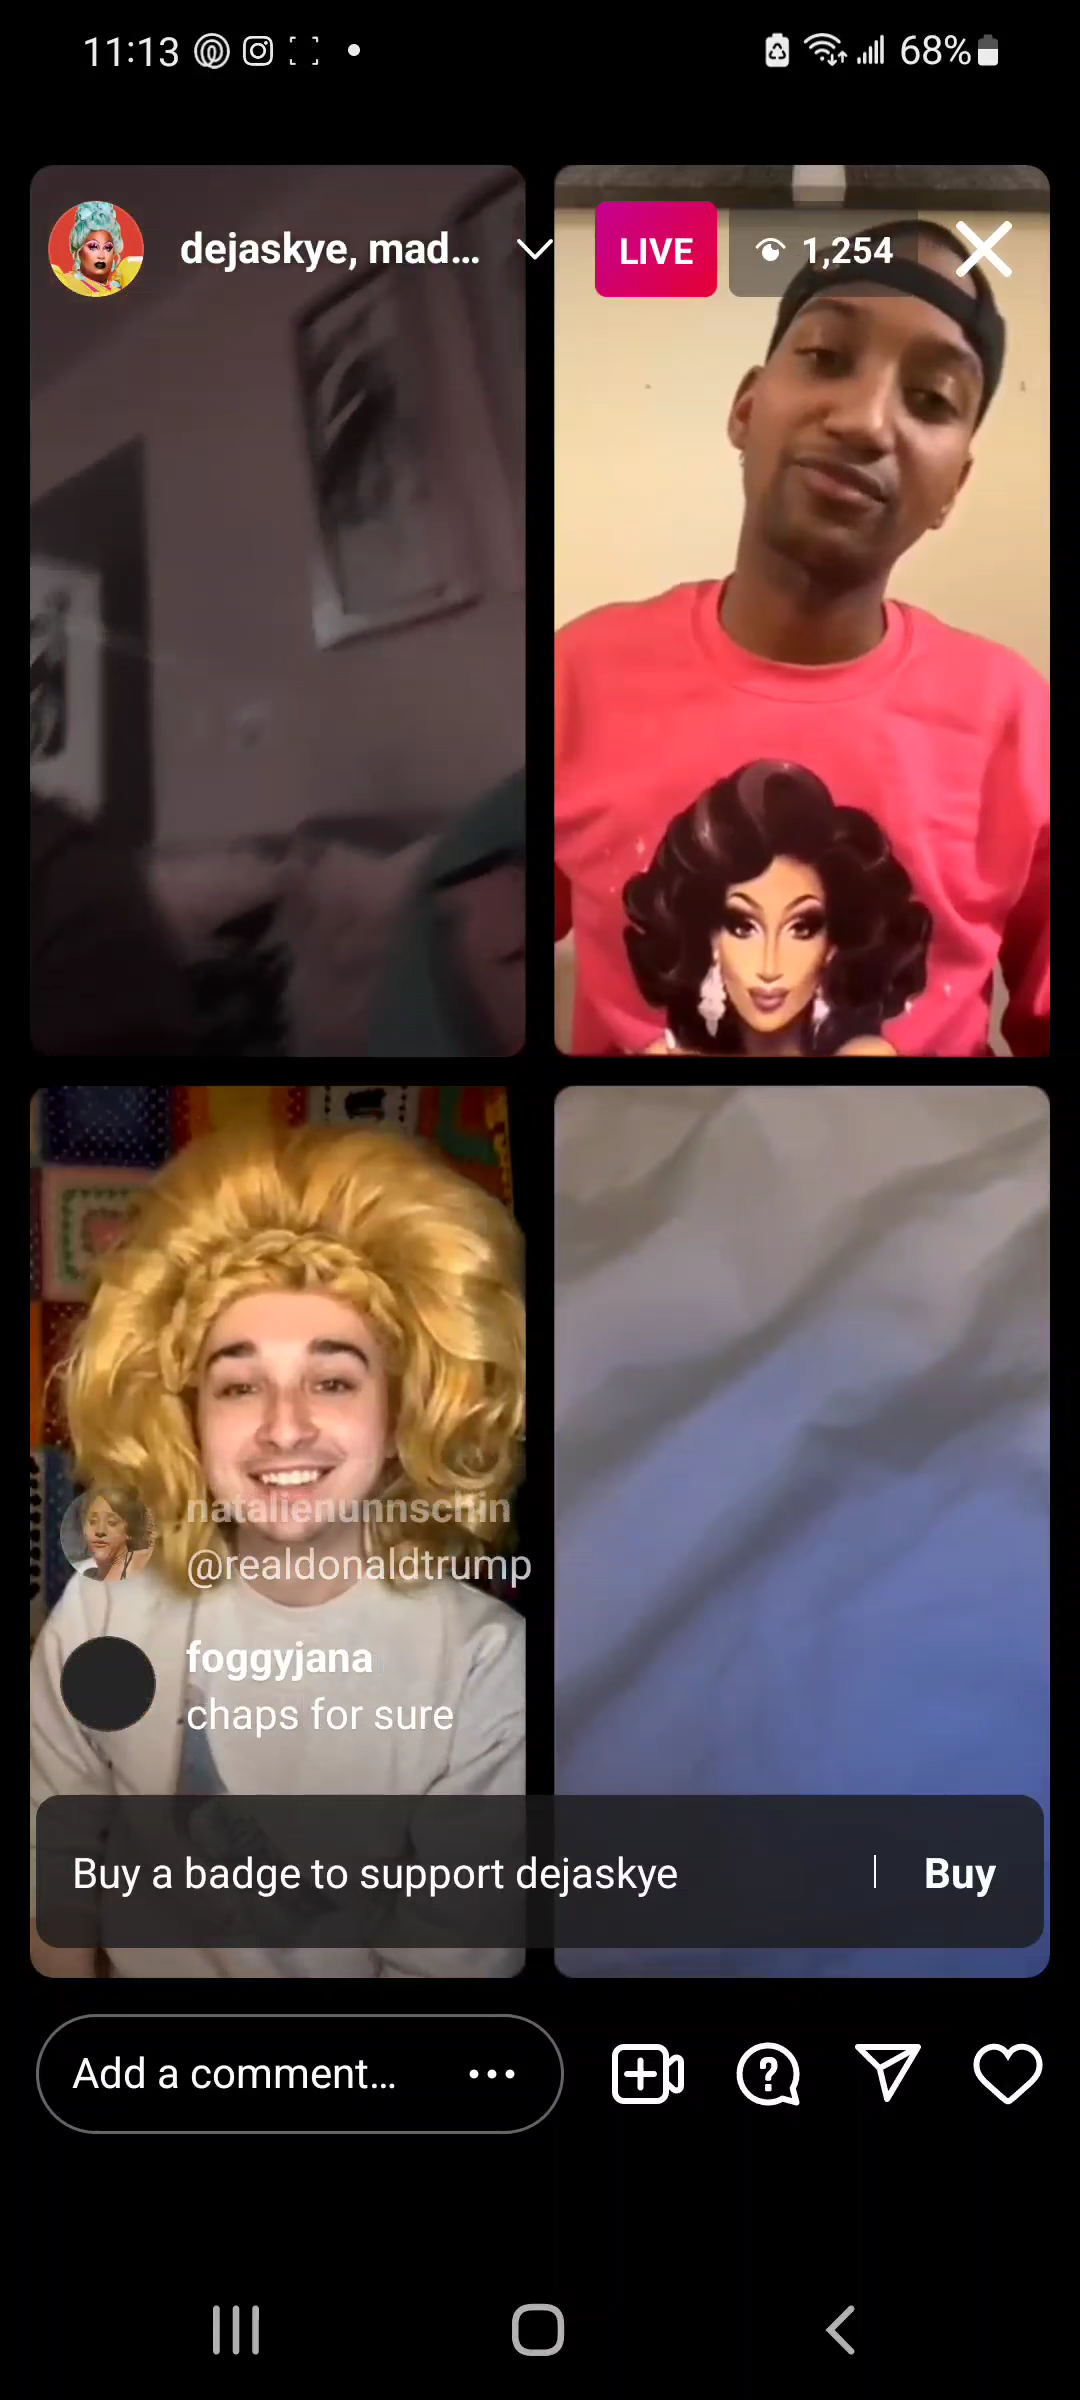 11:13
68%
dejaskye, mad...
LIVE
1,254
natalienunnschin
@realdonaldtrump
foggyjana
chaps for sure
Buy a badge to support dejaskye | Buy
Add a comment...